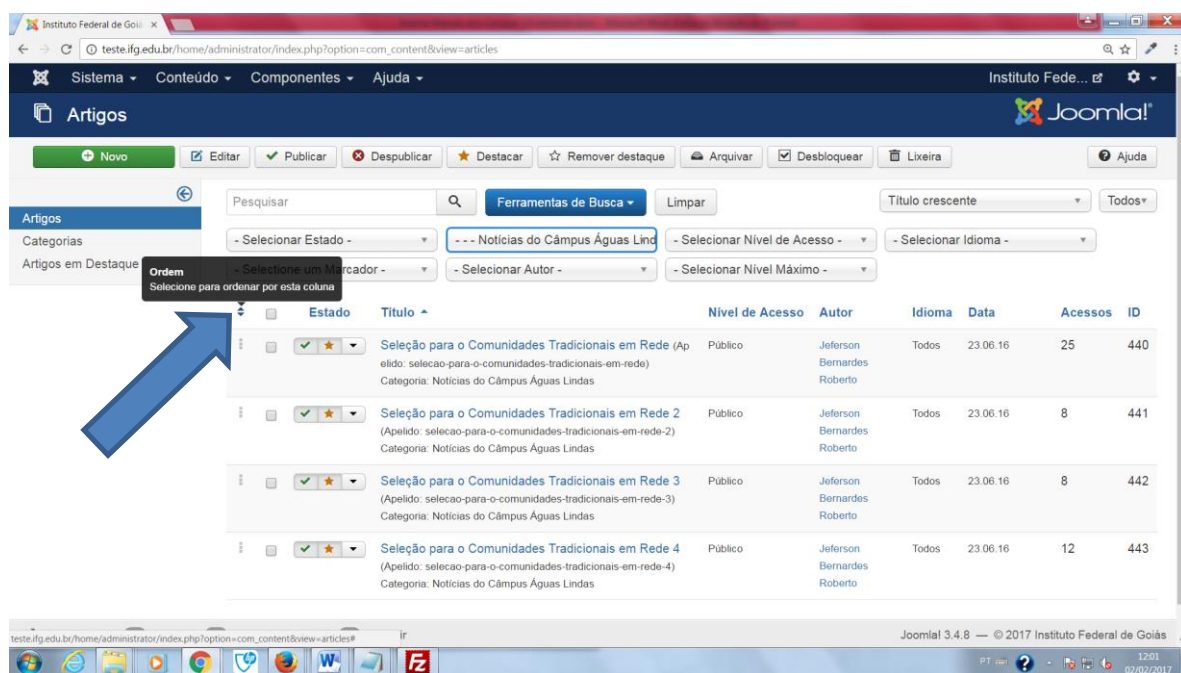 Instituto Federal de Goiá
teste.ifg.edu.br/home/administrator/index.php?option=com_content&view=articles
Sistema Conteúdo Componentes Ajuda Instituto Fede...
Artigos Joomla!
Novo Editar Publicar Despublicar Destacar Remover destaque Arquivar Desbloquear Lixeira Ajuda
Pesquisar Ferramentas de Busca Limpar Título crescente Todos
Artigos
Categorias
Artigos em Destaque
- Selecionar Estado - - - - Notícias do Câmpus Águas Lind - Selecionar Nível de Acesso - - Selecionar Idioma -
- Selectione um Marcador - - Selecionar Autor - - Selecionar Nível Máximo -
Ordem
Selecione para ordenar por esta coluna
Estado Título Nível de Acesso Autor Idioma Data Acessos ID
Seleção para o Comunidades Tradicionais em Rede (Ap Público Jeferson Todos 23.06.16 25 440
elido: selecao-para-o-comunidades-tradicionais-em-rede) Bernardes
Categoria: Notícias do Câmpus Águas Lindas Roberto
Seleção para o Comunidades Tradicionais em Rede 2 Público Jeferson Todos 23.06.16 8 441
(Apelido: selecao-para-o-comunidades-tradicionais-em-rede-2) Bernardes
Categoria: Notícias do Câmpus Águas Lindas Roberto
Seleção para o Comunidades Tradicionais em Rede 3 Público Jeferson Todos 23.06.16 8 442
(Apelido: selecao-para-o-comunidades-tradicionais-em-rede-3) Bernardes
Categoria: Notícias do Câmpus Águas Lindas Roberto
Seleção para o Comunidades Tradicionais em Rede 4 Público Jeferson Todos 23.06.16 12 443
(Apelido: selecao-para-o-comunidades-tradicionais-em-rede-4) Bernardes
Categoria: Notícias do Câmpus Águas Lindas Roberto
teste.ifg.edu.br/home/administrator/index.php?option=com_content&view=articles# ir Joomla! 3.4.8 — © 2017 Instituto Federal de Goiás
PT 12:01
02/02/2017